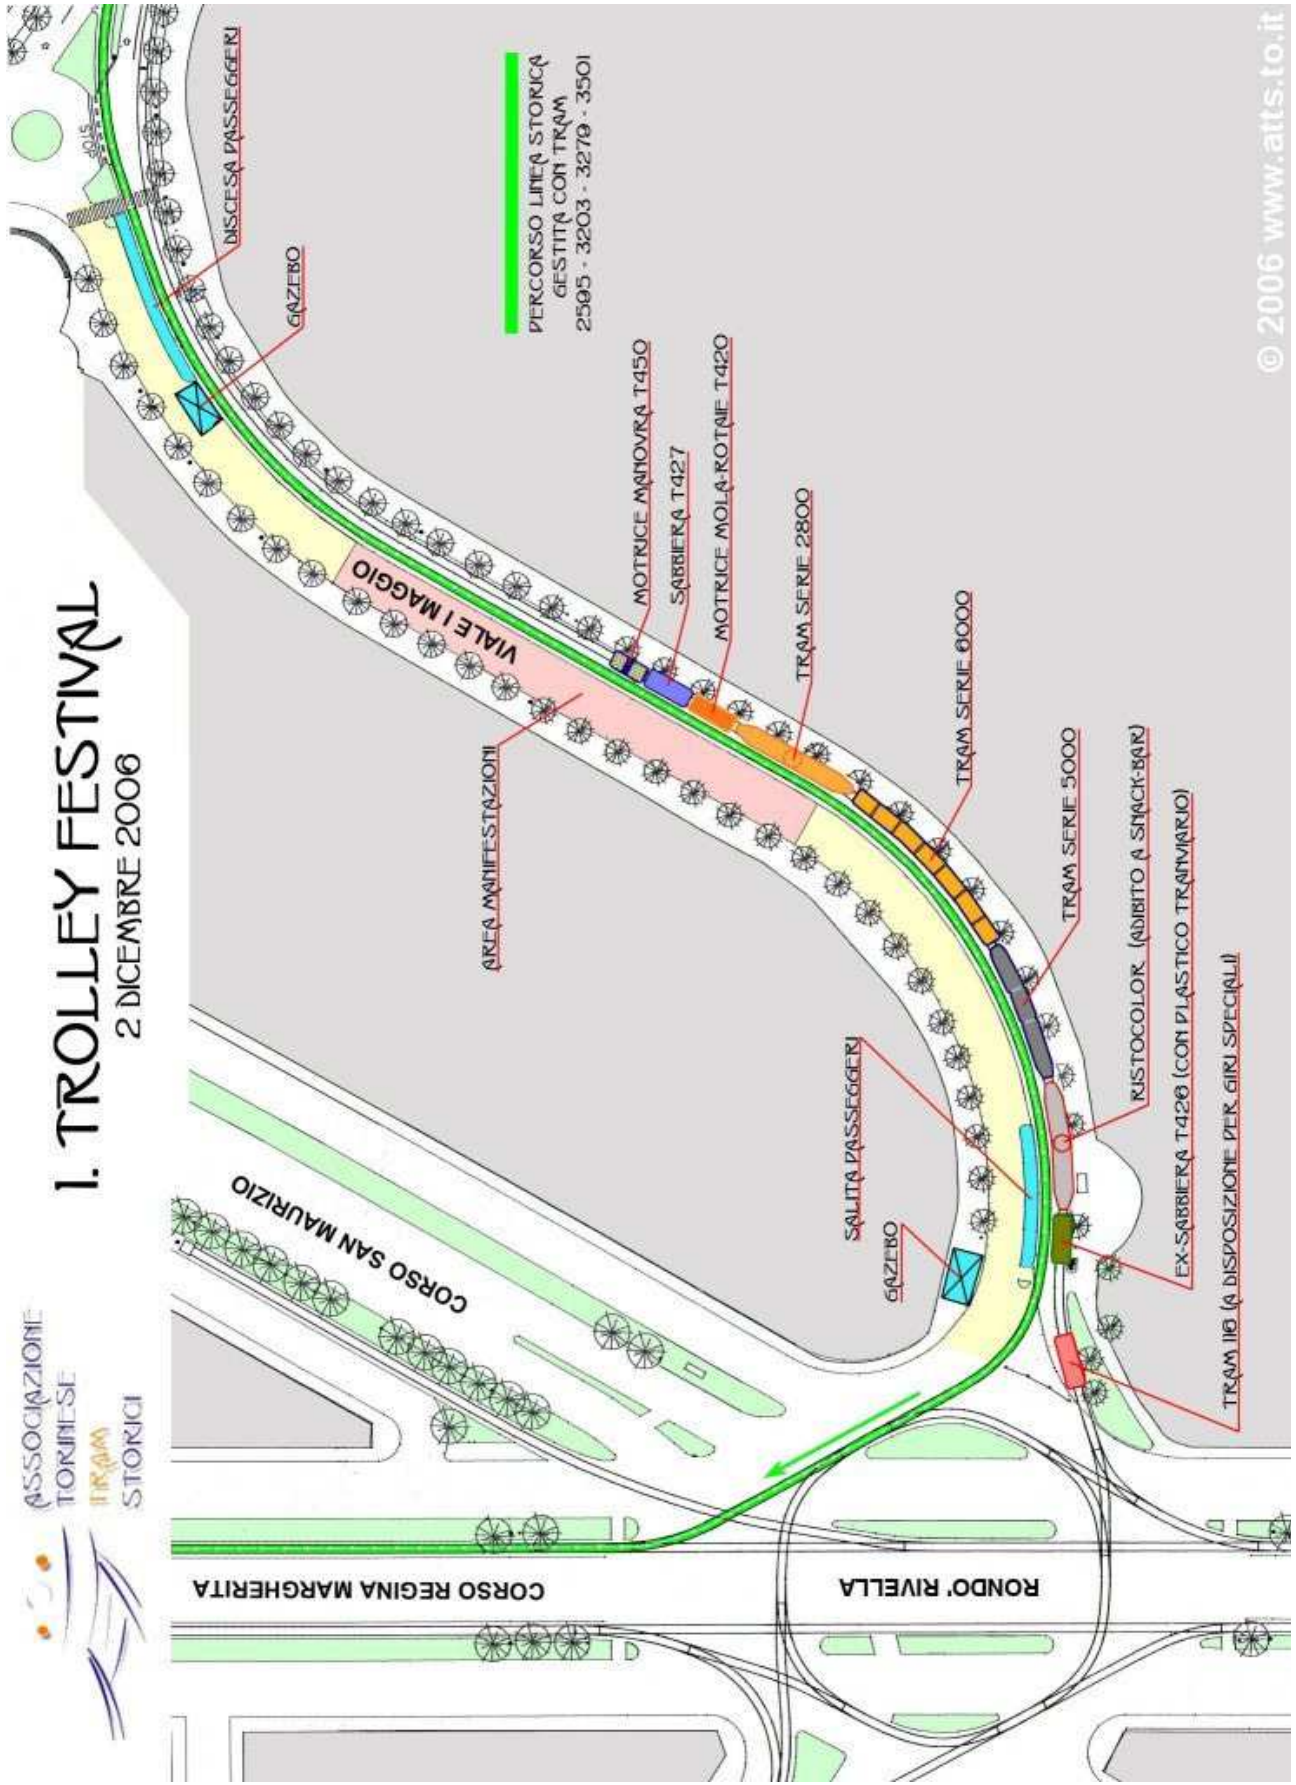 ASSOCIAZIONE
TORINESE
TRAM
STORICI
1. TROLLEY FESTIVAL
2 DICEMBRE 2006
STOP
DISCESA PASSEGGERI
GAZEBO
PERCORSO LINEA STORICA
GESTITA CON TRAM
2595 - 3203 - 3279 - 3501
VIALE I MAGGIO
AREA MANIFESTAZIONI
MOTRICE MANOVRA T450
SABBIERA T427
MOTRICE MOLA-ROTAIE T420
TRAM SERIE 2800
TRAM SERIE 6000
TRAM SERIE 5000
RISTOCOLOR (ADIBITO A SNACK-BAR)
EX-SABBIERA T426 (CON PLASTICO TRANVIARIO)
TRAM 116 (A DISPOSIZIONE PER GIRI SPECIALI)
SALITA PASSEGGERI
GAZEBO
CORSO SAN MAURIZIO
CORSO REGINA MARGHERITA
RONDO' RIVELLA
© 2006 www.atts.to.it